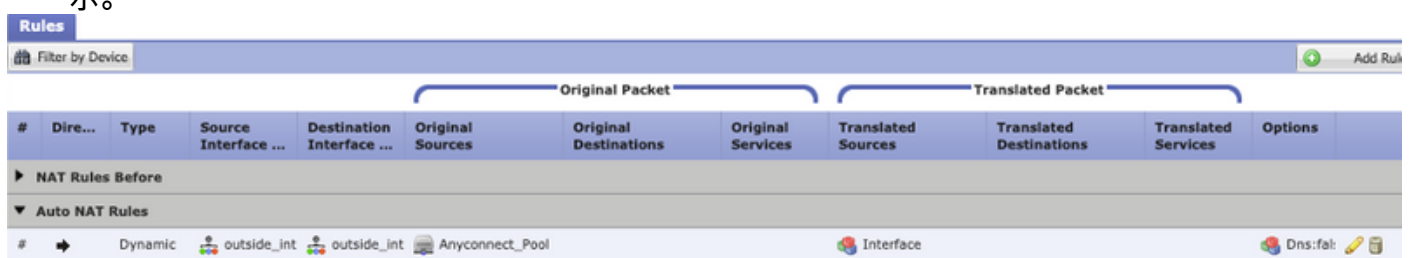 示。
Rules
Filter by Device
Add Rule
Original Packet
Translated Packet
# Dire... Type Source Interface ... Destination Interface ... Original Sources Original Destinations Original Services Translated Sources Translated Destinations Translated Services Options
NAT Rules Before
Auto NAT Rules
# Dynamic outside_int outside_int Anyconnect_Pool Interface Dns:fal: